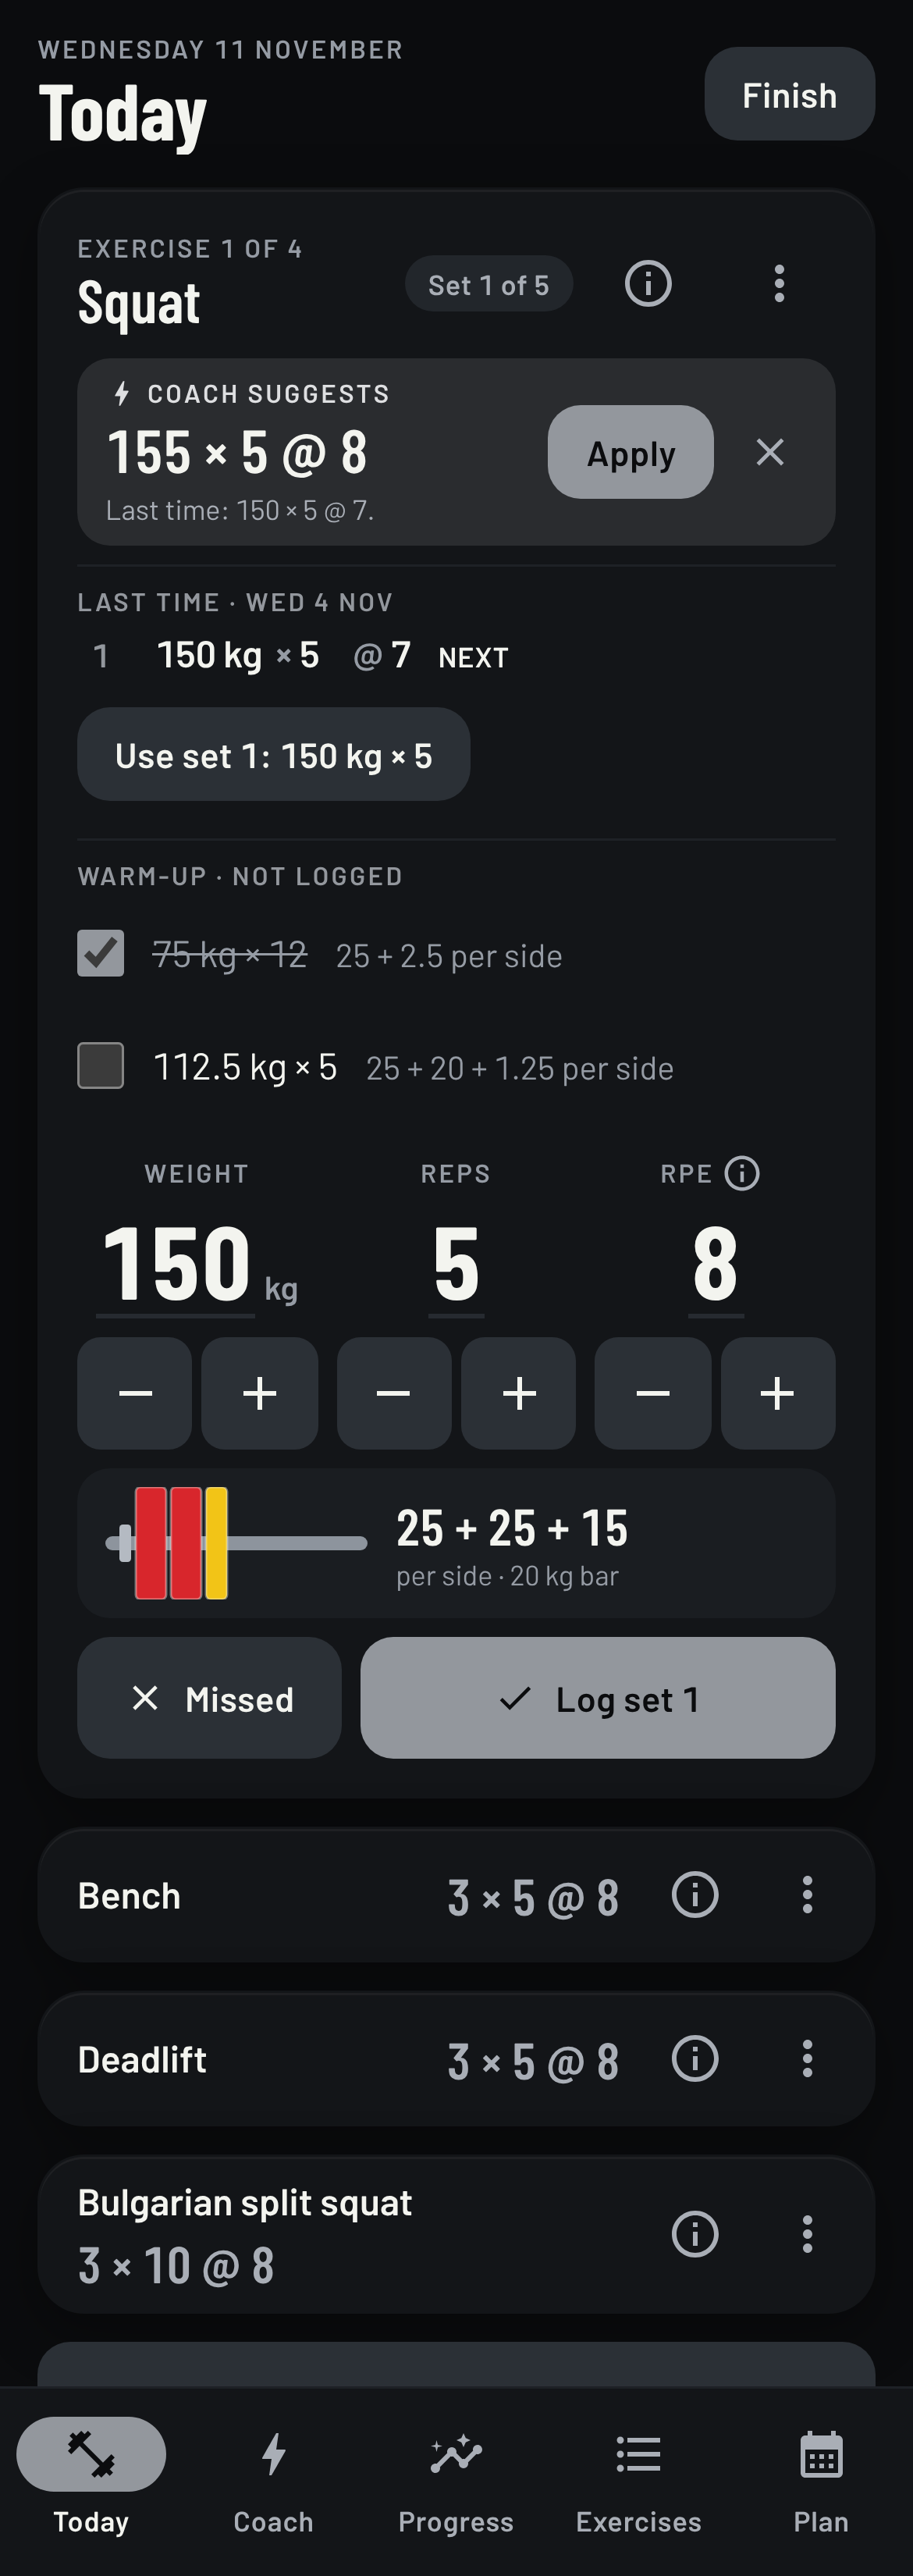 WEDNESDAY 11 NOVEMBER
Today
Finish
EXERCISE 1 OF 4
Squat
Set 1 of 5
COACH SUGGESTS
155 × 5 @ 8
Last time: 150 × 5 @ 7.
Apply
LAST TIME · WED 4 NOV
1 150 kg × 5 @ 7 NEXT
Use set 1: 150 kg × 5
WARM-UP · NOT LOGGED
75 kg × 12 25 + 2.5 per side
112.5 kg × 5 25 + 20 + 1.25 per side
WEIGHT REPS RPE
150 kg 5 8
25 + 25 + 15
per side · 20 kg bar
Missed
Log set 1
Bench 3 × 5 @ 8
Deadlift 3 × 5 @ 8
Bulgarian split squat
3 × 10 @ 8
Today Coach Progress Exercises Plan